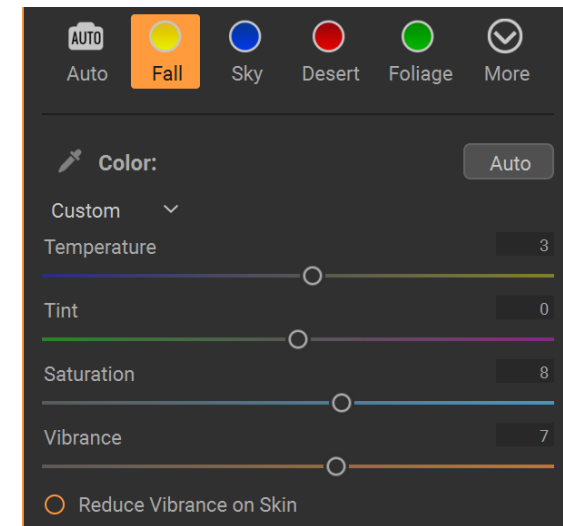 AUTO
Auto Fall Sky Desert Foliage More
Color: Auto
Custom
Temperature 3
Tint 0
Saturation 8
Vibrance 7
Reduce Vibrance on Skin